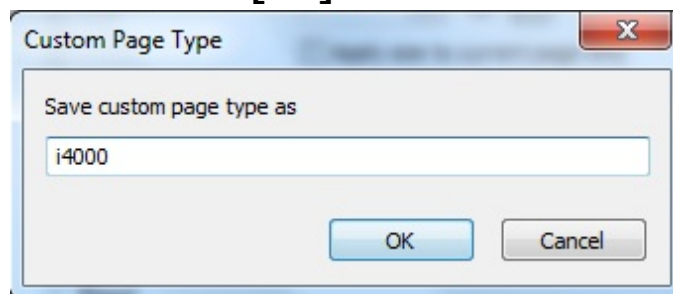 Custom Page Type
Save custom page type as
i4000
OK
Cancel